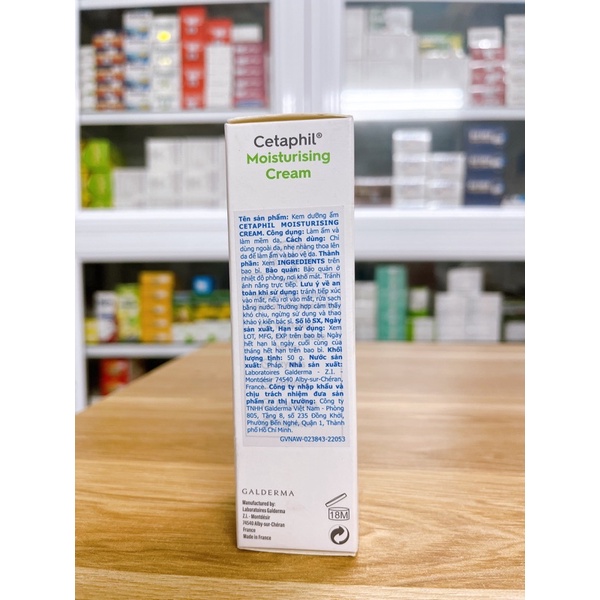 Cetaphil®
Moisturising
Cream
Tên sản phẩm: Kem dưỡng ẩm
CETAPHIL MOISTURISING
CREAM. Công dụng: Làm ẩm và
làm mềm da. Cách dùng: Chỉ
dùng ngoài da, nhẹ nhàng thoa lên
da để làm ẩm và bảo vệ da. Thành
phần: Xem INGREDIENTS trên
bao bì. Bảo quản: Bảo quản ở
nhiệt độ phòng, nơi khô mát. Tránh
ánh nắng trực tiếp. Lưu ý về an
toàn khi sử dụng: tránh tiếp xúc
vào mắt, nếu rơi vào mắt, rửa sạch
bằng nước. Trường hợp cảm thấy
khó chịu, ngừng sử dụng và tham
khảo ý kiến bác sĩ. Số lô SX, Ngày
sản xuất, Hạn sử dụng: Xem
LOT, MFG, EXP trên bao bì. Ngày
hết hạn là ngày cuối cùng của
tháng hết hạn trên bao bì. Khối
lượng tịnh: 50 g. Nước sản
xuất: Pháp. Nhà sản xuất:
Laboratoires Galderma - Z.I. -
Montdésir 74540 Alby-sur-Chéran,
France. Công ty nhập khẩu và
chịu trách nhiệm đưa sản
phẩm ra thị trường: Công ty
TNHH Galderma Việt Nam - Phòng
805, Tầng 8, số 235 Đồng Khởi,
Phường Bến Nghé, Quận 1, Thành
phố Hồ Chí Minh.
GVNAW-023843-22053
GALDERMA
Manufactured by:
Laboratoires Galderma
Z.I. - Montdésir
74540 Alby-sur-Chéran
France
Made in France
18M